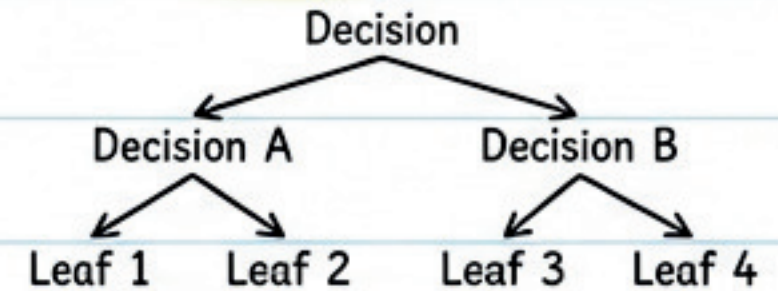 Decision
Decision A Decision B
Leaf 1 Leaf 2 Leaf 3 Leaf 4